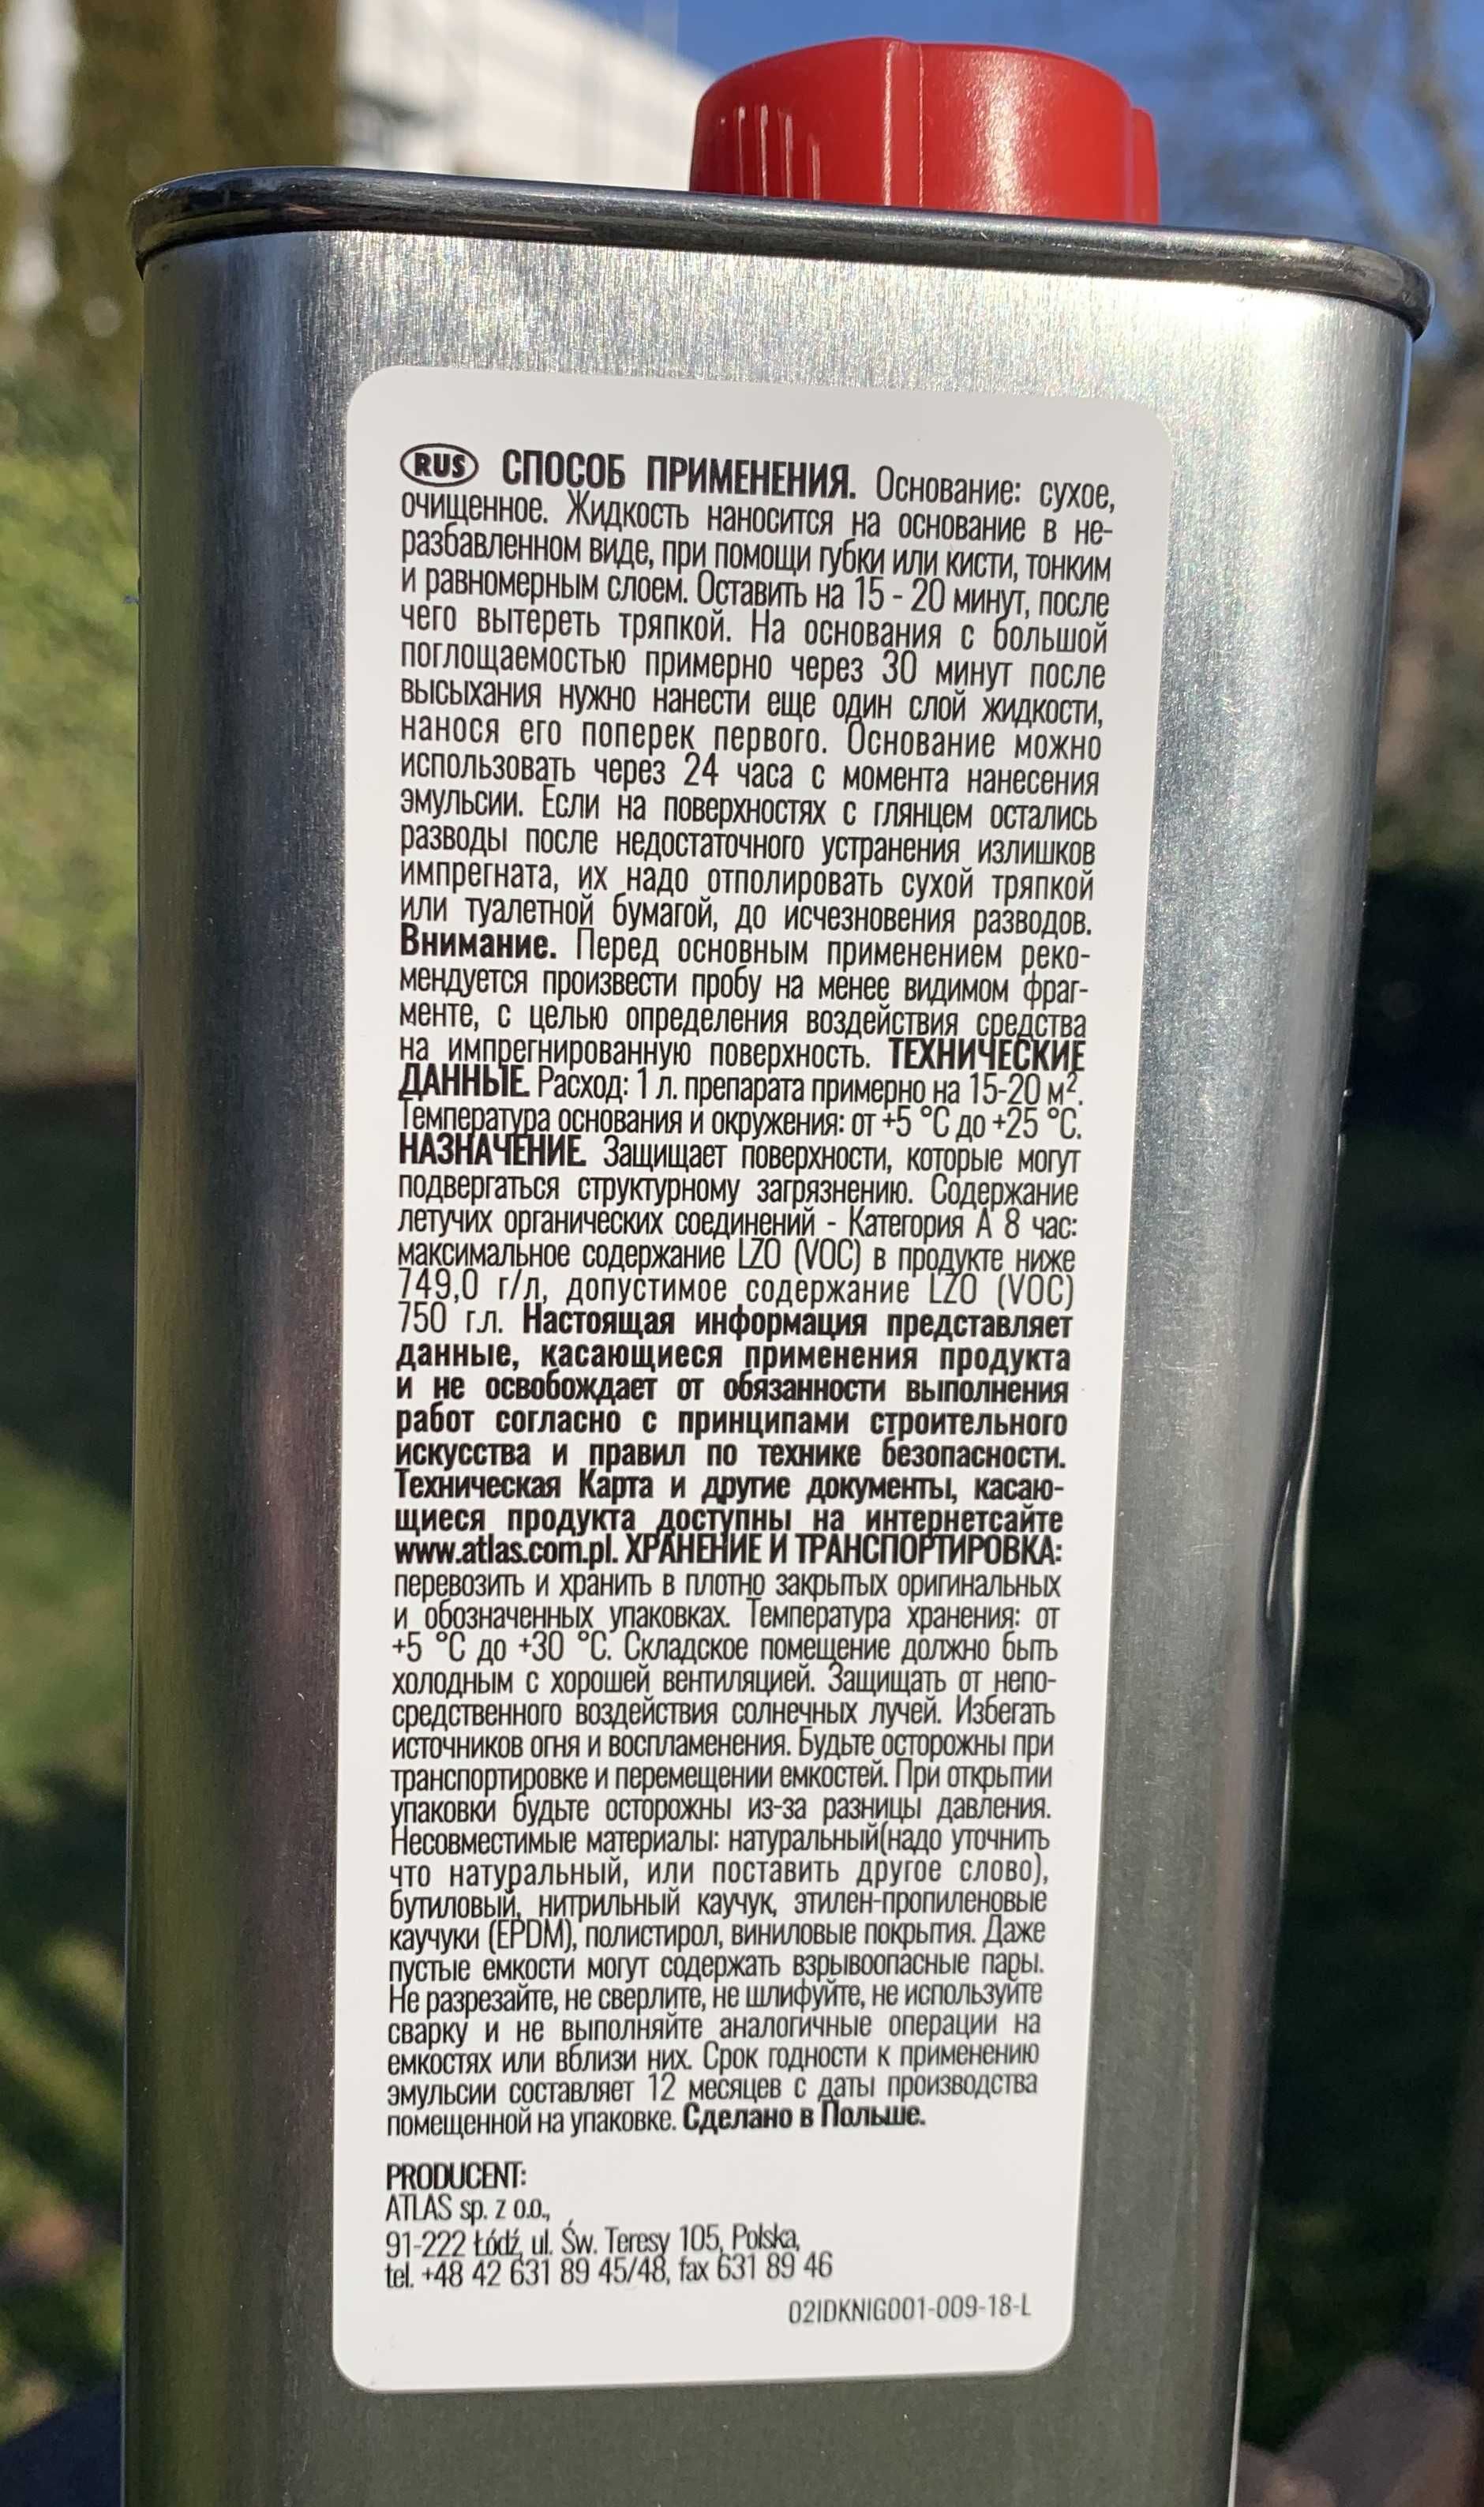 RUS СПОСОБ ПРИМЕНЕНИЯ. Основание: сухое,
очищенное. Жидкость наносится на основание в не-
разбавленном виде, при помощи губки или кисти, тонким
и равномерным слоем. Оставить на 15 - 20 минут, после
чего вытереть тряпкой. На основания с большой
поглощаемостью примерно через 30 минут после
высыхания нужно нанести еще один слой жидкости,
нанося его поперек первого. Основание можно
использовать через 24 часа с момента нанесения
эмульсии. Если на поверхностях с глянцем остались
разводы после недостаточного устранения излишков
импрегната, их надо отполировать сухой тряпкой
или туалетной бумагой, до исчезновения разводов.
Внимание. Перед основным применением реко-
мендуется произвести пробу на менее видимом фраг-
менте, с целью определения воздействия средства
на импрегнированную поверхность. ТЕХНИЧЕСКИЕ
ДАННЫЕ. Расход: 1 л. препарата примерно на 15-20 м².
Температура основания и окружения: от +5 °C до +25 °C.
НАЗНАЧЕНИЕ. Защищает поверхности, которые могут
подвергаться структурному загрязнению. Содержание
летучих органических соединений - Категория А 8 час:
максимальное содержание LZO (VOC) в продукте ниже
749,0 г/л, допустимое содержание LZO (VOC)
750 г.л. Настоящая информация представляет
данные, касающиеся применения продукта
и не освобождает от обязанности выполнения
работ согласно с принципами строительного
искусства и правил по технике безопасности.
Техническая Карта и другие документы, касаю-
щиеся продукта доступны на интернетсайте
www.atlas.com.pl. ХРАНЕНИЕ И ТРАНСПОРТИРОВКА:
перевозить и хранить в плотно закрытых оригинальных
и обозначенных упаковках. Температура хранения: от
+5 °C до +30 °C. Складское помещение должно быть
холодным с хорошей вентиляцией. Защищать от непо-
средственного воздействия солнечных лучей. Избегать
источников огня и воспламенения. Будьте осторожны при
транспортировке и перемещении емкостей. При открытии
упаковки будьте осторожны из-за разницы давления.
Несовместимые материалы: натуральный(надо уточнить
что натуральный, или поставить другое слово),
бутиловый, нитрильный каучук, этилен-пропиленовые
каучуки (EPDM), полистирол, виниловые покрытия. Даже
пустые емкости могут содержать взрывоопасные пары.
Не разрезайте, не сверлите, не шлифуйте, не используйте
сварку и не выполняйте аналогичные операции на
емкостях или вблизи них. Срок годности к применению
эмульсии составляет 12 месяцев с даты производства
помещенной на упаковке. Сделано в Польше.
PRODUCENT:
ATLAS sp. z o.o.,
91-222 Łódź, ul. Św. Teresy 105, Polska,
tel. +48 42 631 89 45/48, fax 631 89 46
02IDKNIG001-009-18-L